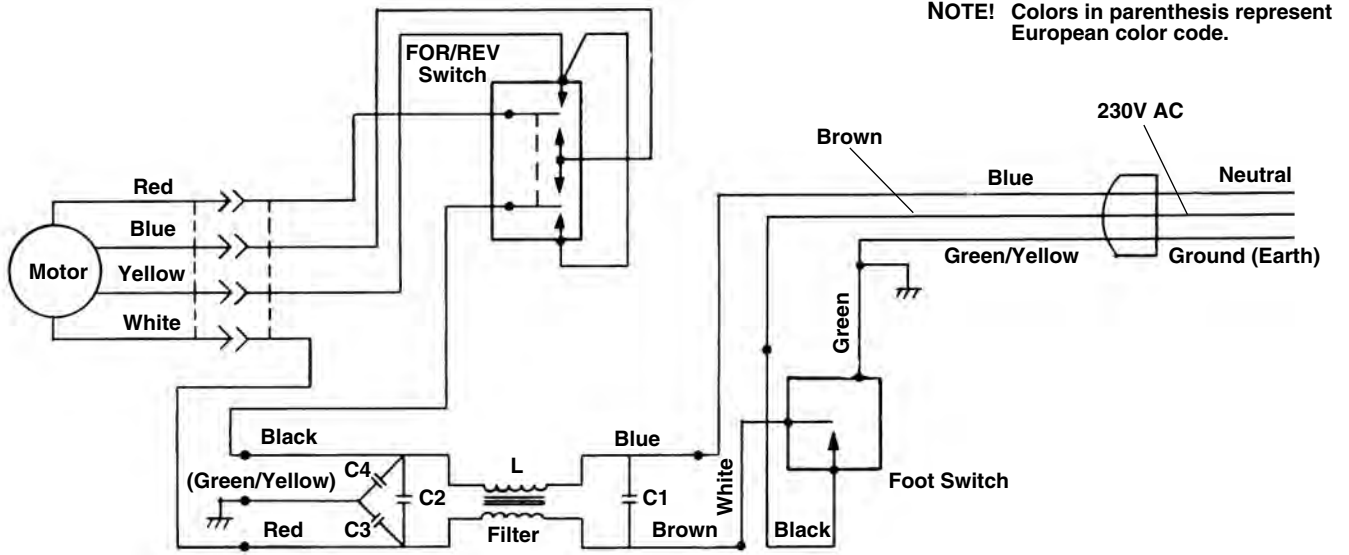 NOTE! Colors in parenthesis represent
European color code.
FOR/REV
Switch
230V AC
Brown
Red
Blue
Neutral
Blue
Motor
Yellow
Green/Yellow
Ground (Earth)
White
Green
Black
Blue
White
(Green/Yellow)
C4
L
C2
C1
Foot Switch
C3
Red
Filter
Brown
Black